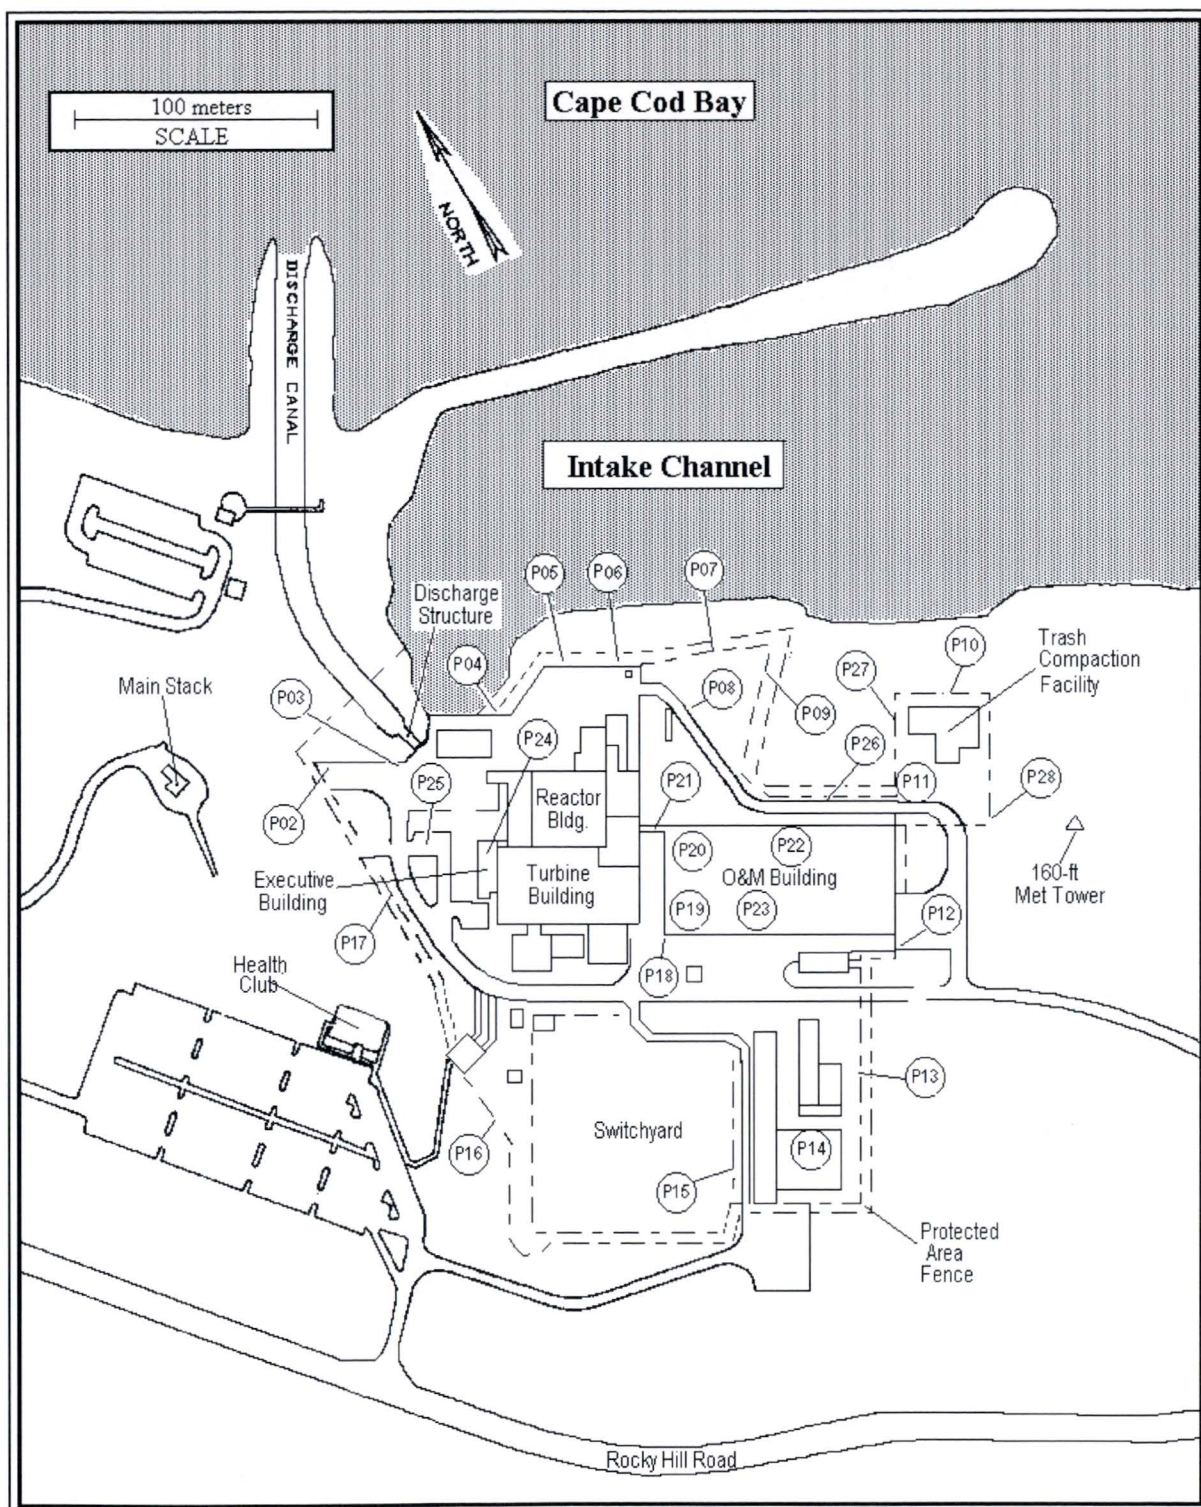 100 meters
SCALE
Cape Cod Bay
NORTH
DISCHARGE CANAL
Intake Channel
P05
P06
P07
Discharge
Structure
P04
P10
Trash
Compaction
Facility
P27
P08
P09
Main Stack
P03
P24
P26
P25
P21
P11
P28
P02
Reactor
Bldg.
P20
P22
Executive
Building
Turbine
Building
O&M Building
160-ft
Met Tower
P19
P23
P12
P17
P18
Health
Club
P13
Switchyard
P16
P14
P15
Protected
Area
Fence
Rocky Hill Road